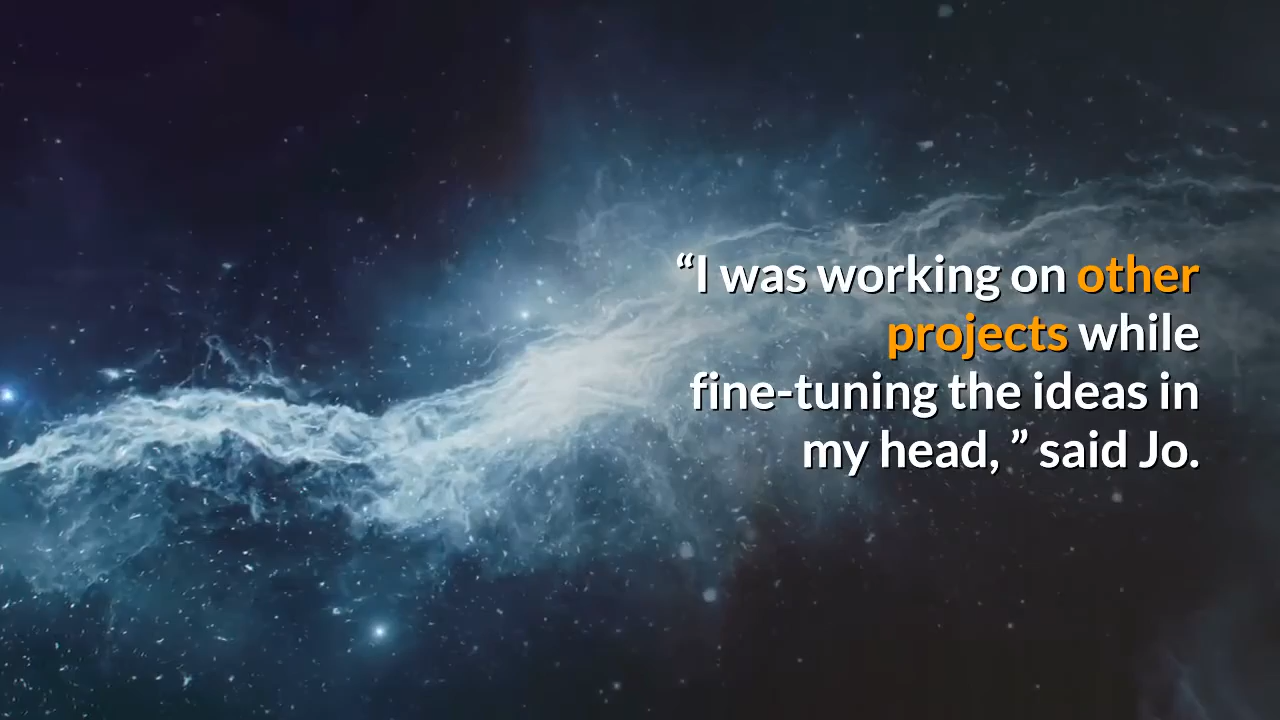 “I was working on other
projects while
fine-tuning the ideas in
my head, ” said Jo.